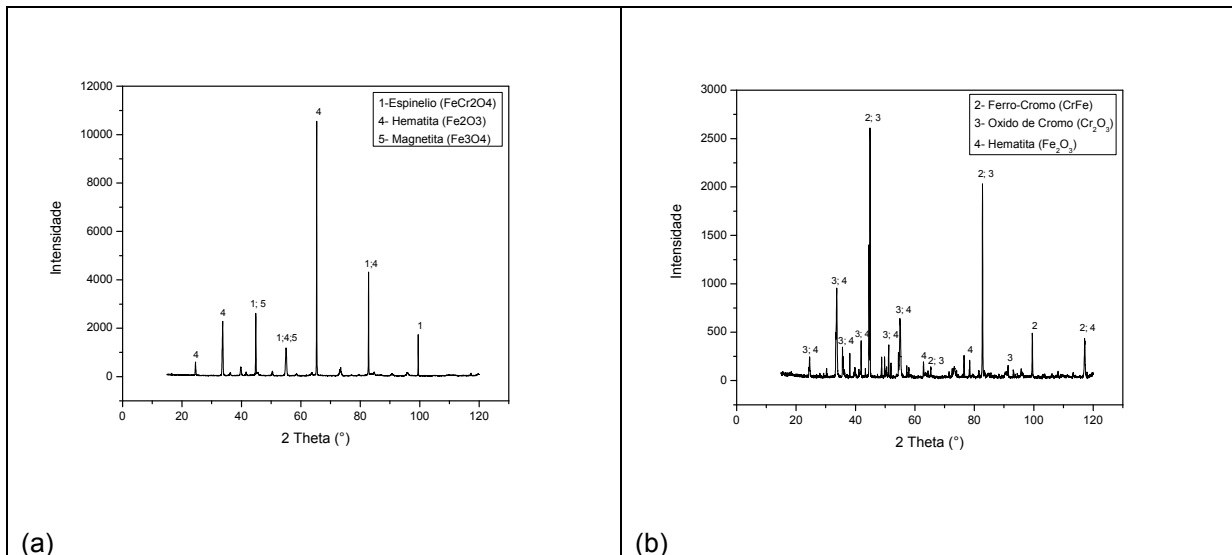 12000
10000
8000
6000
4000
2000
0
Intensidade
0 20 40 60 80 100 120
2 Theta (°)
1-Espinelio (FeCr2O4)
4- Hematita (Fe2O3)
5- Magnetita (Fe3O4)
4
4
1; 5
1;4;5
4
1;4
1
(a)
3000
2500
2000
1500
1000
500
0
Intensidade
0 20 40 60 80 100 120
2 Theta (°)
2- Ferro-Cromo (CrFe)
3- Oxido de Cromo (Cr2O3)
4- Hematita (Fe2O3)
3; 4
3; 4
3; 4
3; 4
2; 3
3; 4
3; 4
4
2; 3
4
2; 3
3
2
2; 4
(b)